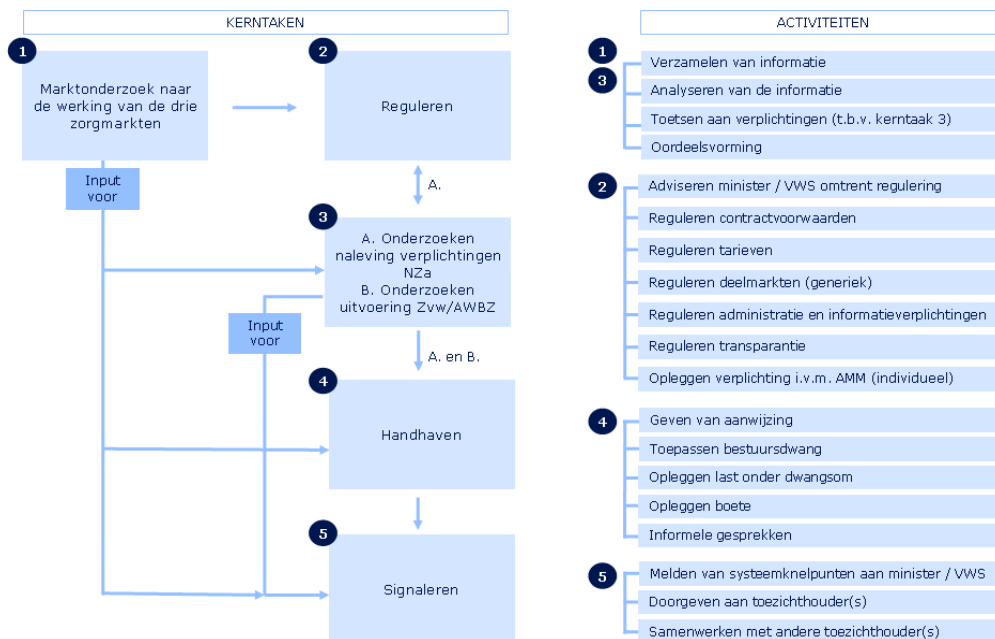 KERNTAKEN
1
Marktonderzoek naar
de werking van de drie
zorgmarkten
2
Reguleren
Input
voor
A.
3
A. Onderzoeken
naleving verplichtingen
NZa
B. Onderzoeken
uitvoering Zvw/AWBZ
Input
voor
A. en B.
4
Handhaven
5
Signaleren
ACTIVITEITEN
1
3
Verzamelen van informatie
Analyseren van de informatie
Toetsen aan verplichtingen (t.b.v. kerntaak 3)
Oordeelsvorming
2
Adviseren minister / VWS omtrent regulering
Reguleren contractvoorwaarden
Reguleren tarieven
Reguleren deelmarkten (generiek)
Reguleren administratie en informatieverplichtingen
Reguleren transparantie
Opleggen verplichting i.v.m. AMM (individueel)
4
Geven van aanwijzing
Toepassen bestuursdwang
Opleggen last onder dwangsom
Opleggen boete
Informele gesprekken
5
Melden van systeemknelpunten aan minister / VWS
Doorgeven aan toezichthouder(s)
Samenwerken met andere toezichthouder(s)